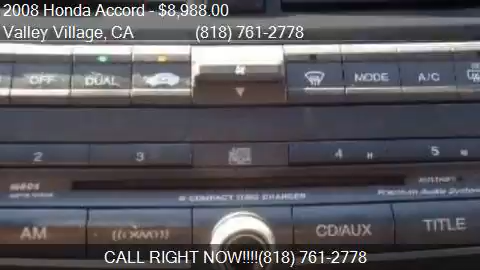 2008 Honda Accord - $8,988.00
Valley Village, CA (818) 761-2778
OFF DUAL MODE A/C
2 3 4 5
6 COMPACT DISC CHANGER Premium Audio System
AM ((XM)) CD/AUX TITLE
CALL RIGHT NOW!!!!(818) 761-2778